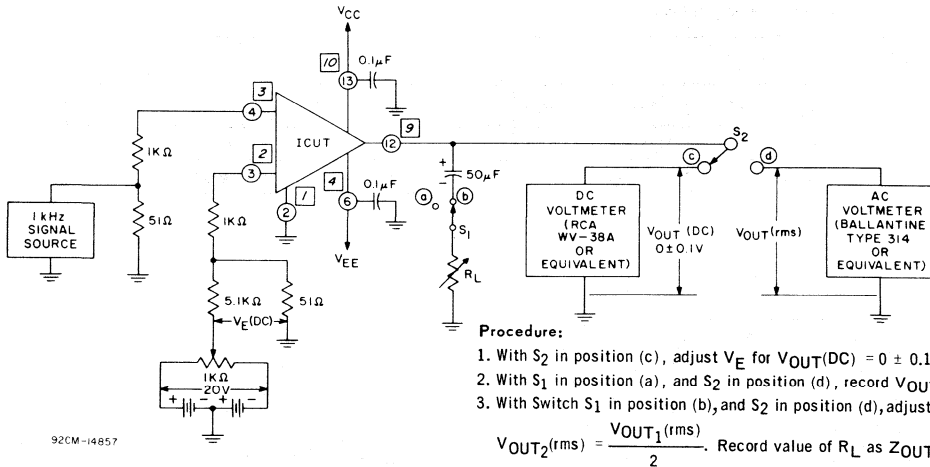 VCC
10
0.1μF
13
3
4
ICUT
2
3
1
2
4
6
0.1μF
VEE
9
12
1KΩ
51Ω
1 kHz
SIGNAL
SOURCE
1KΩ
5.1KΩ
51Ω
VE(DC)
1KΩ
20V
+ - + -
+
50μF
-
a
b
S1
RL
S2
c
d
DC
VOLTMETER
(RCA
WV-38A
OR
EQUIVALENT)
VOUT (DC)
0±0.1V
VOUT(rms)
AC
VOLTMETER
(BALLANTINE
TYPE 314
OR
EQUIVALENT)
Procedure:
1. With S2 in position (c), adjust VE for VOUT(DC) = 0 ± 0.1
2. With S1 in position (a), and S2 in position (d), record VOU
3. With Switch S1 in position (b), and S2 in position (d), adjust
VOUT2(rms) = VOUT1(rms) / 2 . Record value of RL as ZOUT
92CM-14857